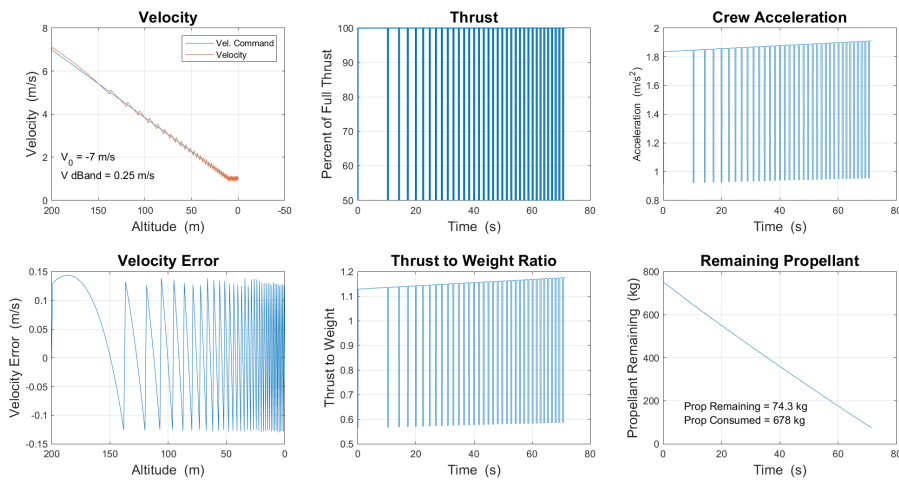 Velocity
Velocity (m/s)
8
6
4
2
0
Vel. Command
Velocity
V0 = -7 m/s
V dBand = 0.25 m/s
200
150
100
50
0
-50
Altitude (m)
Thrust
Percent of Full Thrust
100
90
80
70
60
50
0
20
40
60
80
Time (s)
Crew Acceleration
Acceleration (m/s2)
2
1.8
1.6
1.4
1.2
1
0.8
0
20
40
60
80
Time (s)
Velocity Error
Velocity Error (m/s)
0.15
0.1
0.05
0
-0.05
-0.1
-0.15
200
150
100
50
0
Altitude (m)
Thrust to Weight Ratio
Thrust to Weight
1.2
1.1
1
0.9
0.8
0.7
0.6
0.5
0
20
40
60
80
Time (s)
Remaining Propellant
Propellant Remaining (kg)
800
600
400
200
0
Prop Remaining = 74.3 kg
Prop Consumed = 678 kg
0
20
40
60
80
Time (s)